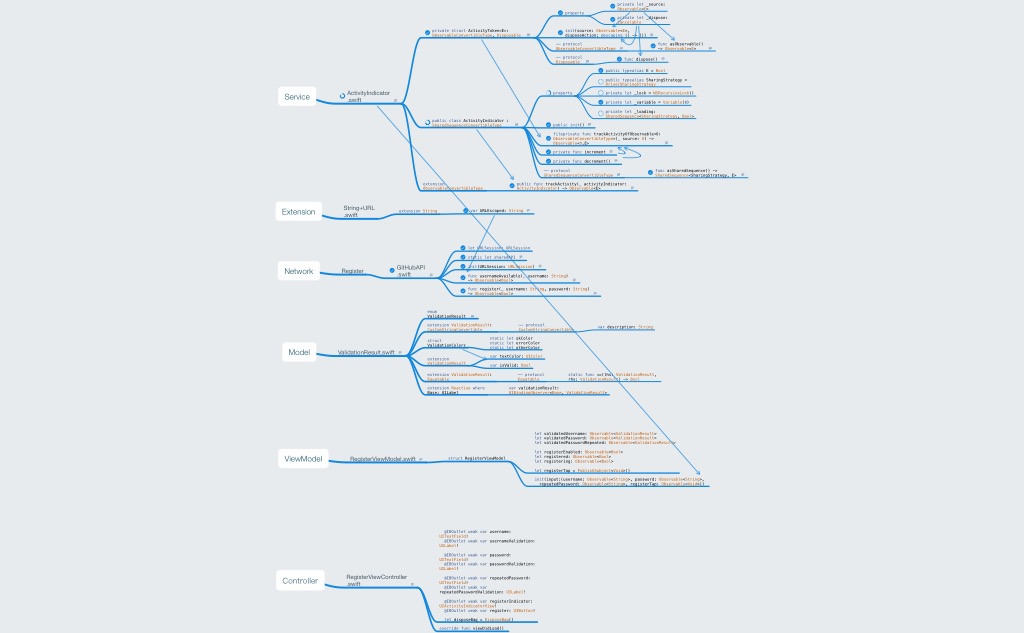 private let _source:
Observable<E>
property
private let _dispose:
Cancelable
private struct ActivityToken<E>:
ObservableConvertibleType, Disposable
init(source: Observable<E>,
disposeAction: @escaping () -> ())
— protocol
ObservableConvertibleType
func asObservable()
-> Observable<E>
— protocol
Disposable
func dispose()
public typealias E = Bool
public typealias SharingStrategy =
DriverSharingStrategy
Service
ActivityIndicator
.swift
property
private let _lock = NSRecursiveLock()
private let _variable = Variable(0)
private let _loading:
SharedSequence<SharingStrategy, Bool>
public class ActivityIndicator :
SharedSequenceConvertibleType
public init()
fileprivate func trackActivityOfObservable<O:
ObservableConvertibleType>(_ source: O) ->
Observable<O.E>
private func increment
private func decrement()
— protocol
SharedSequenceConvertibleType
func asSharedSequence() ->
SharedSequence<SharingStrategy, E>
extension
ObservableConvertibleType
public func trackActivity(_ activityIndicator:
ActivityIndicator) -> Observable<E>
Extension
String+URL
.swift
extension String
var URLEscaped: String
Network
Register
GitHubAPI
.swift
let URLSession: URLSession
static let sharedAPI
init(URLSession: URLSession)
func usernameAvailable(_ username: String)
-> Observable<Bool>
func register(_ username: String, password: String)
-> Observable<Bool>
Model
ValidationResult.swift
enum
ValidationResult
extension ValidationResult:
CustomStringConvertible
— protocol
CustomStringConvertible
var description: String
struct
ValidationColors
static let okColor
static let errorColor
static let otherColor
extension
ValidationResult
var textColor: UIColor
var isValid: Bool
extension ValidationResult:
Equatable
— protocol
Equatable
static func ==(lhs: ValidationResult,
rhs: ValidationResult) -> Bool
extension Reactive where
Base: UILabel
var validationResult:
UIBindingObserver<Base, ValidationResult>
ViewModel
RegisterViewModel.swift
struct RegisterViewModel
let validatedUsername: Observable<ValidationResult>
let validatedPassword: Observable<ValidationResult>
let validatedPasswordRepeated: Observable<ValidationResult>
let registerEnabled: Observable<Bool>
let registered: Observable<Bool>
let registering: Observable<Bool>
let registerTap = PublishSubject<Void>()
init(input:(username: Observable<String>, password: Observable<String>,
repeatedPassword: Observable<String>, registerTap: Observable<Void>))
Controller
RegisterViewController
.swift
@IBOutlet weak var username:
UITextField!
@IBOutlet weak var usernameValidation:
UILabel!
@IBOutlet weak var password:
UITextField!
@IBOutlet weak var passwordValidation:
UILabel!
@IBOutlet weak var repeatedPassword:
UITextField!
@IBOutlet weak var
repeatedPasswordValidation: UILabel!
@IBOutlet weak var registerIndicator:
UIActivityIndicatorView!
@IBOutlet weak var register: UIButton!
let disposeBag = DisposeBag()
override func viewDidLoad()